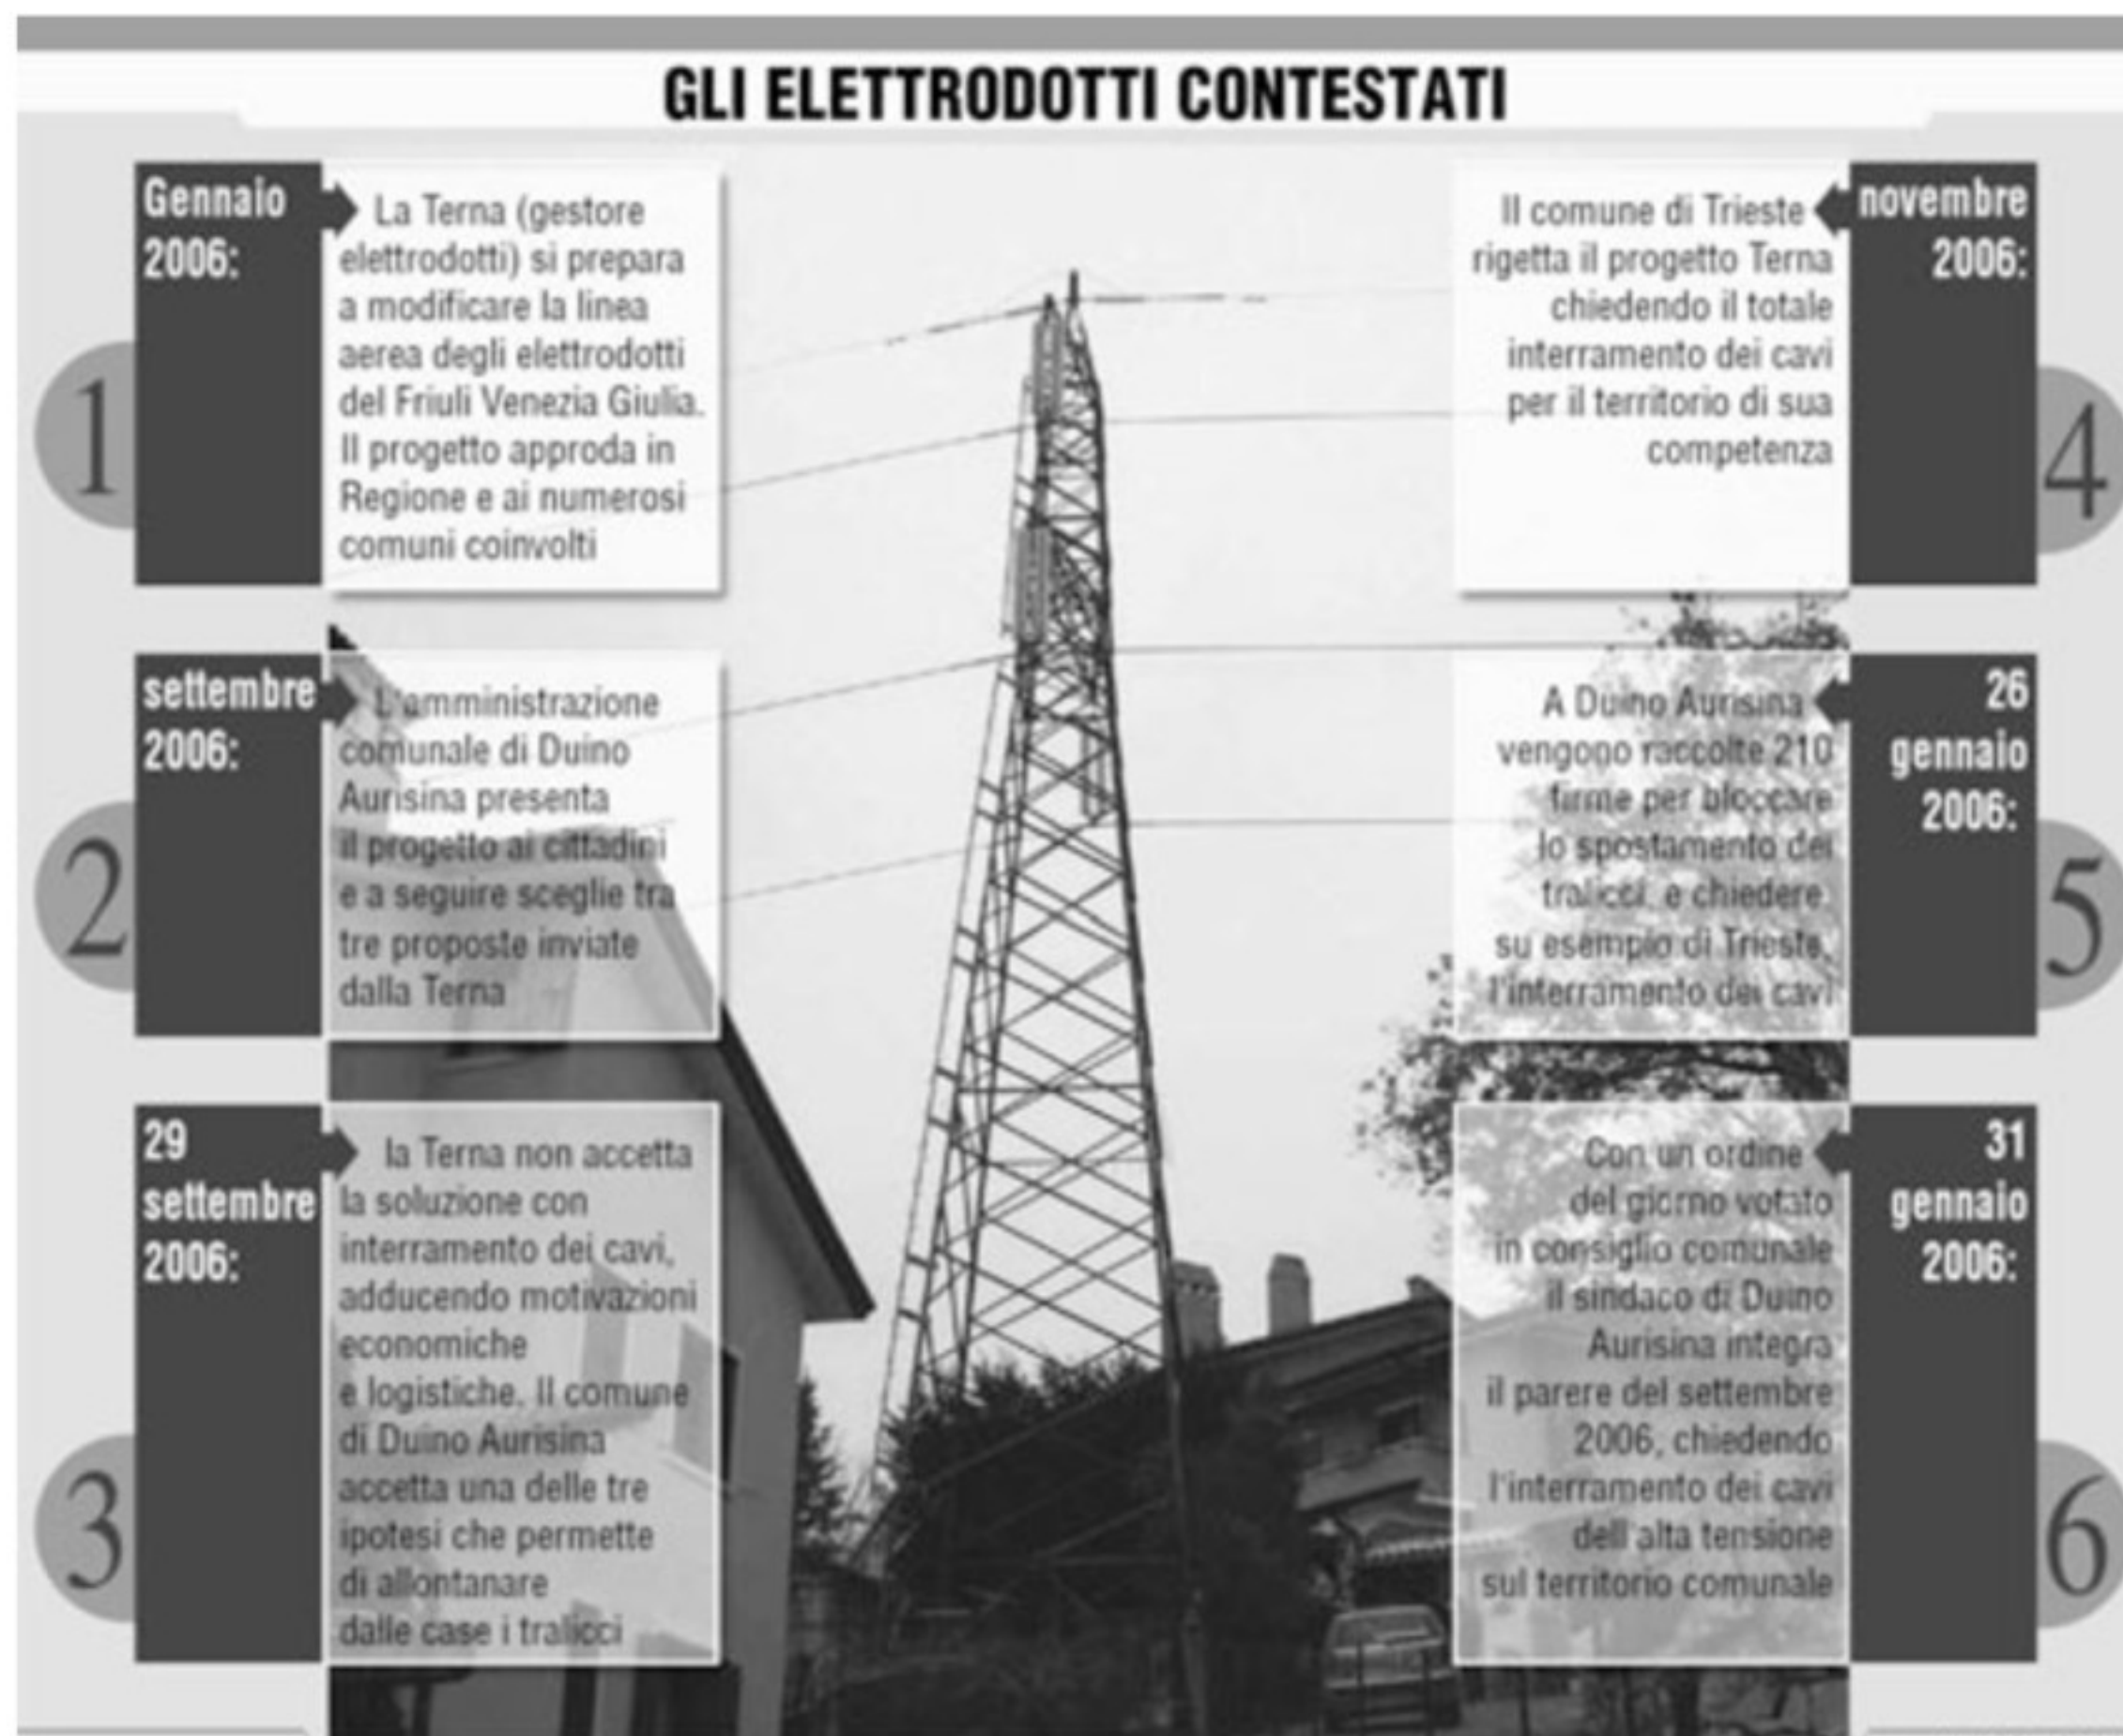 GLI ELETTRODOTTI CONTESTATI
1
Gennaio
2006:
La Terna (gestore
elettrodotti) si prepara
a modificare la linea
aerea degli elettrodotti
del Friuli Venezia Giulia.
Il progetto approda in
Regione e ai numerosi
comuni coinvolti
2
settembre
2006:
L'amministrazione
comunale di Duino
Aurisina presenta
il progetto ai cittadini
e a seguire sceglie tra
tre proposte inviate
dalla Terna
3
29
settembre
2006:
la Terna non accetta
la soluzione con
interramento dei cavi,
adducendo motivazioni
economiche
e logistiche. Il comune
di Duino Aurisina
accetta una delle tre
ipotesi che permette
di allontanare
dalle case i tralicci
4
novembre
2006:
Il comune di Trieste
rigetta il progetto Terna
chiedendo il totale
interramento dei cavi
per il territorio di sua
competenza
5
26
gennaio
2006:
A Duino Aurisina
vengono raccolte 210
firme per bloccare
lo spostamento dei
tralicci, e chiedere,
su esempio di Trieste,
l'interramento dei cavi
6
31
gennaio
2006:
Con un ordine
del giorno votato
in consiglio comunale
il sindaco di Duino
Aurisina integra
il parere del settembre
2006, chiedendo
l'interramento dei cavi
dell'alta tensione
sul territorio comunale